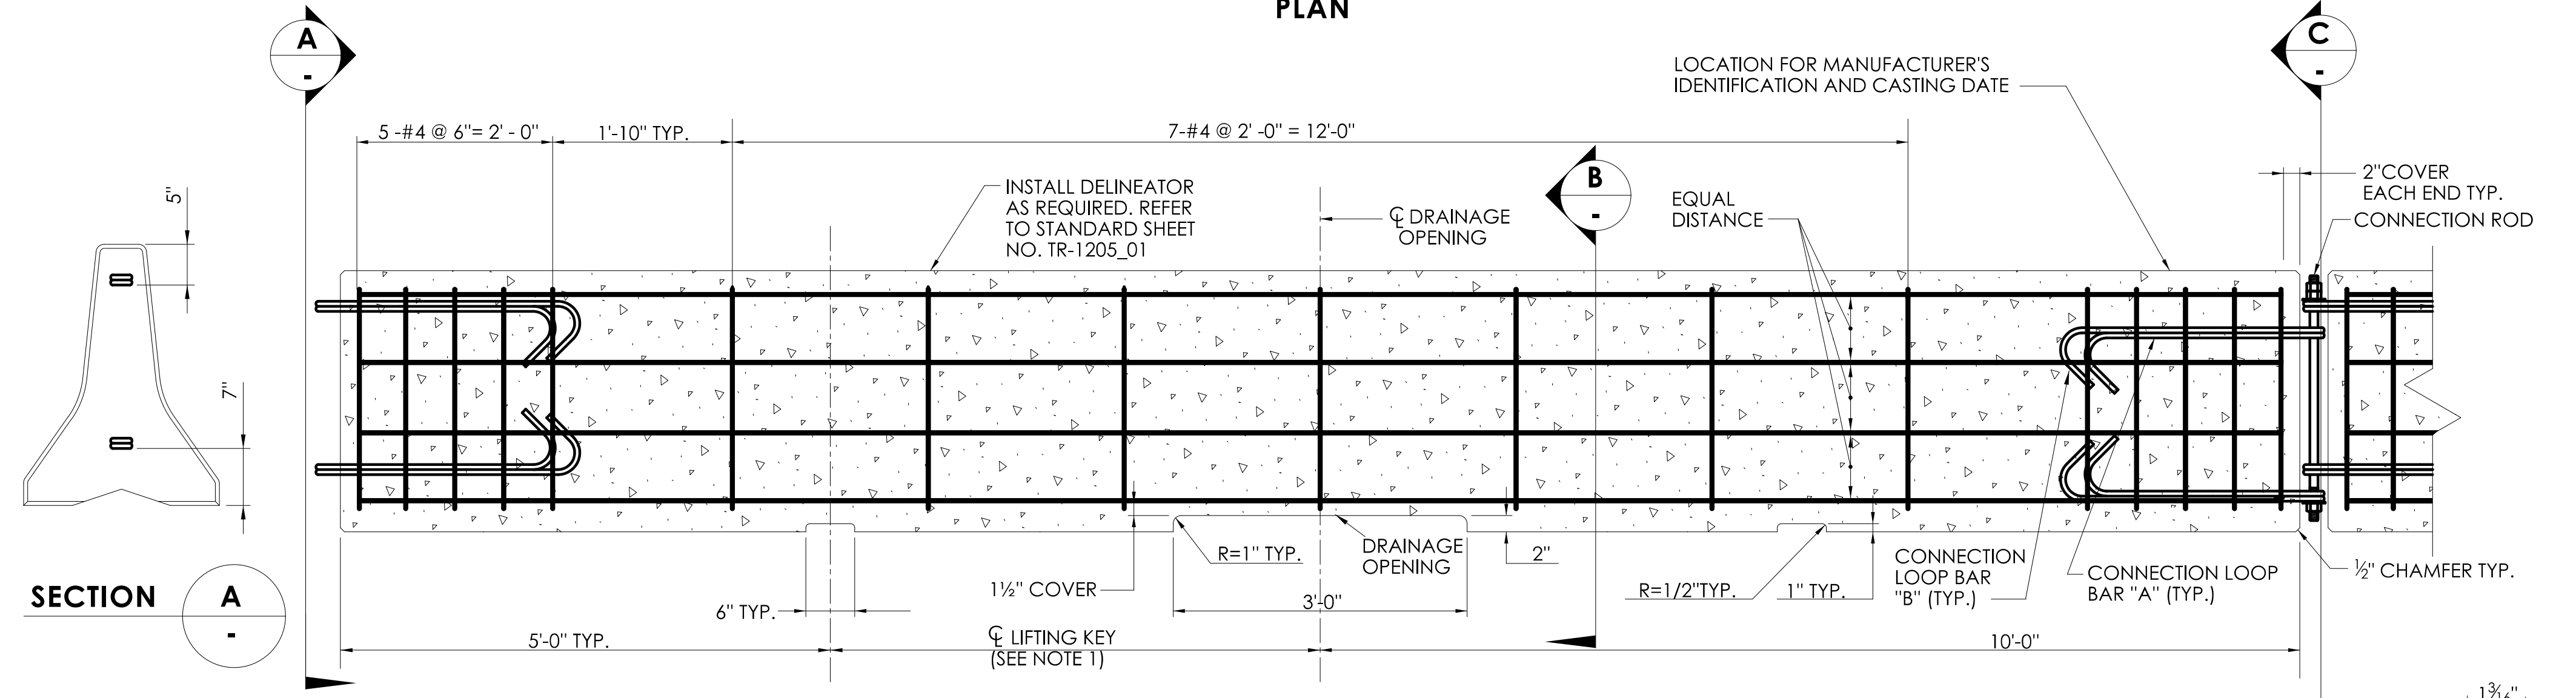 PLAN
A
-
C
-
LOCATION FOR MANUFACTURER'S
IDENTIFICATION AND CASTING DATE
5 -#4 @ 6"= 2' - 0"
1'-10" TYP.
7-#4 @ 2' -0" = 12'-0"
B
-
2"COVER
EACH END TYP.
CONNECTION ROD
5"
INSTALL DELINEATOR
AS REQUIRED. REFER
TO STANDARD SHEET
NO. TR-1205_01
℄ DRAINAGE
OPENING
EQUAL
DISTANCE
7"
R=1" TYP.
DRAINAGE
OPENING
2"
1½" COVER
3'-0"
6" TYP.
R=1/2"TYP.
1" TYP.
CONNECTION
LOOP BAR
"B" (TYP.)
CONNECTION LOOP
BAR "A" (TYP.)
½" CHAMFER TYP.
SECTION
A
-
5'-0" TYP.
℄ LIFTING KEY
(SEE NOTE 1)
10'-0"
1³⁄₁₆"